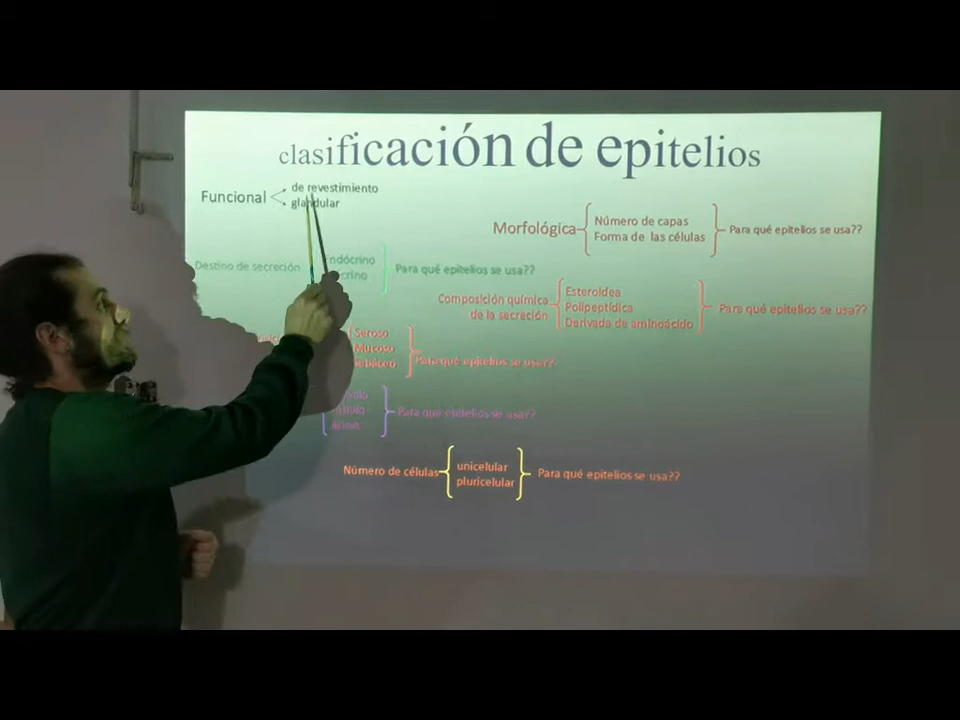 clasificación de epitelios
Funcional
de revestimiento
glandular
Morfológica
Número de capas
Forma de las células
Para qué epitelios se usa??
Destino de secreción
Endócrino
Para qué epitelios se usa??
Composición química
de la secreción
Esteroidea
Polipeptídica
Derivada de aminoácido
Para qué epitelios se usa??
Seroso
Mucoso
Sebáceo
Para qué epitelios se usa??
Para qué epitelios se usa??
Número de células
unicelular
pluricelular
Para qué epitelios se usa??